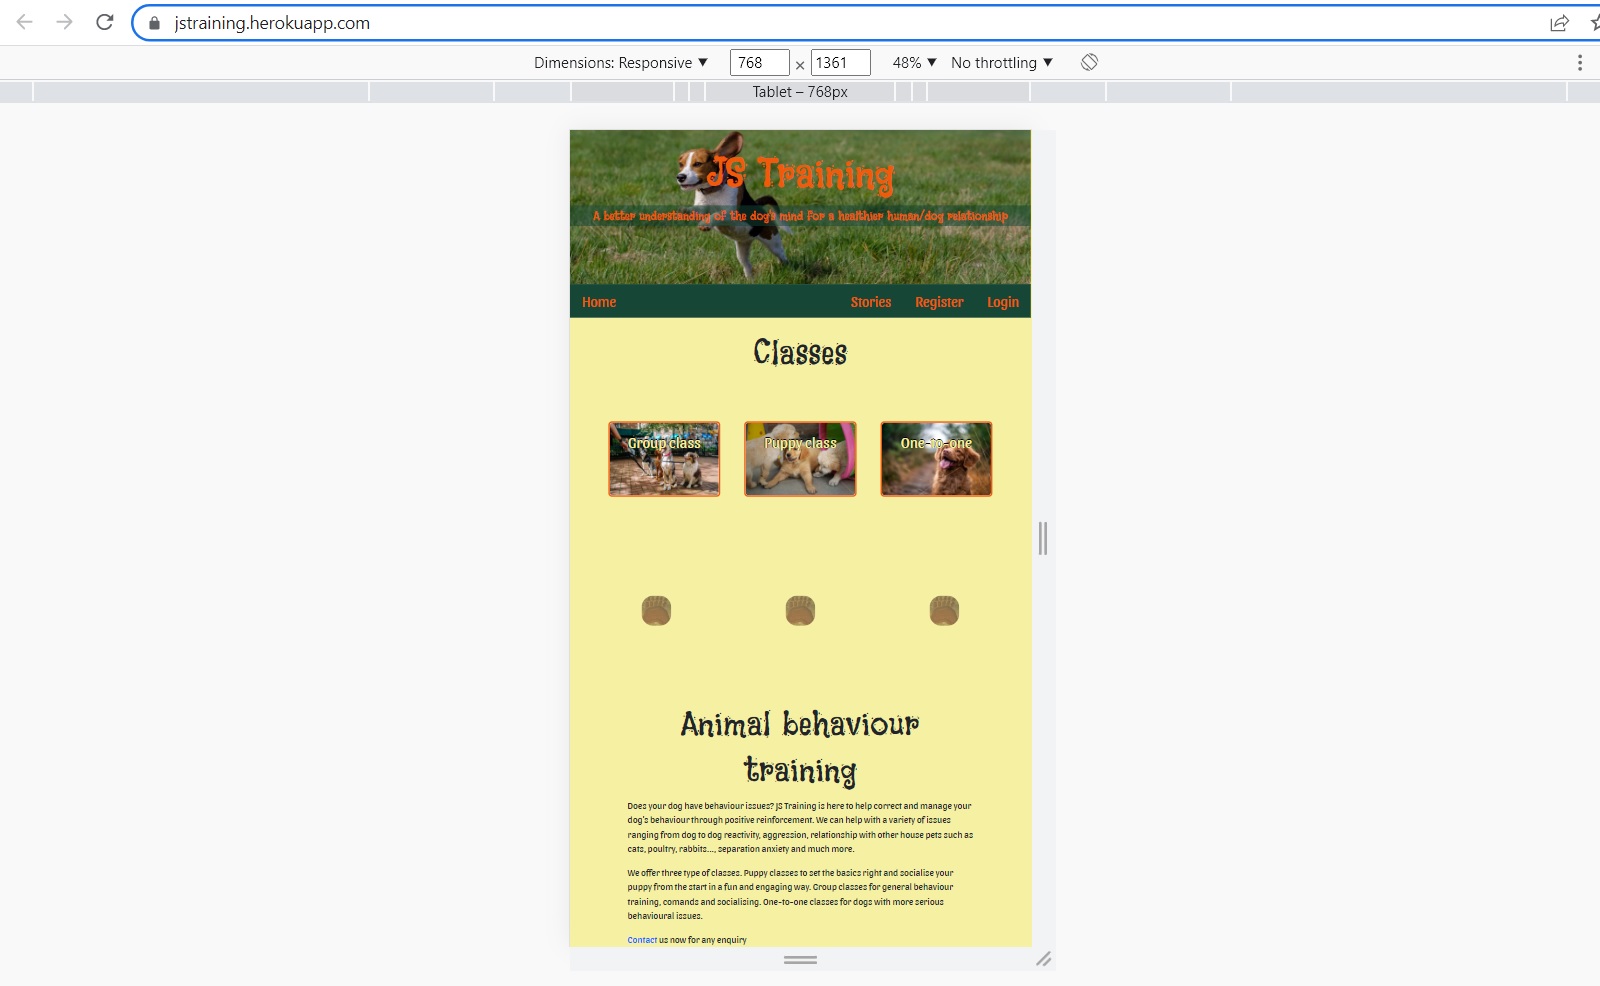 jstraining.herokuapp.com
Dimensions: Responsive ▼ 768 × 1361 48% ▼ No throttling ▼
Tablet – 768px
JS Training
A better understanding of the dog's mind for a healthier human/dog relationship
Home Stories Register Login
Classes
Group class Puppy class One-to-one
Animal behaviour
training
Does your dog have behaviour issues? JS Training is here to help correct and manage your
dog's behaviour through positive reinforcement. We can help with a variety of issues
ranging from dog to dog reactivity, aggression, relationship with other house pets such as
cats, poultry, rabbits..., separation anxiety and much more.
We offer three type of classes. Puppy classes to set the basics right and socialise your
puppy from the start in a fun and engaging way. Group classes for general behaviour
training, comands and socialising. One-to-one classes for dogs with more serious
behavioural issues.
Contact us now for any enquiry